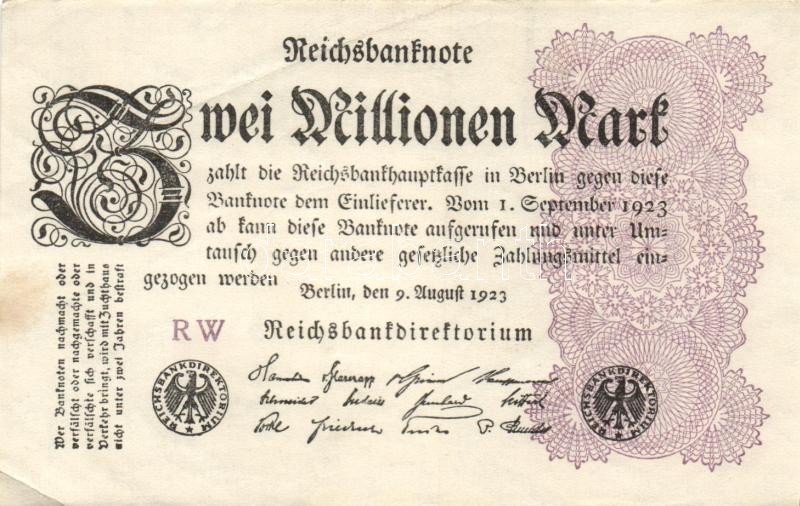 Reichsbanknote
Zwei Millionen Mark
zahlt die Reichsbankhauptkasse in Berlin gegen diese
Banknote dem Einlieferer. Vom 1. September 1923
ab kann diese Banknote aufgerufen und unter Um-
tausch gegen andere gesetzliche Zahlungsmittel ein-
gezogen werden
Berlin, den 9. August 1923
RW Reichsbankdirektorium
REICHSBANKDIREKTORIUM
REICHSBANKDIREKTORIUM
Wer Banknoten nachmacht oder
verfälscht oder nachgemachte oder
verfälschte sich verschafft und in
Verkehr bringt, wird mit Zuchthaus
nicht unter zwei Jahren bestraft